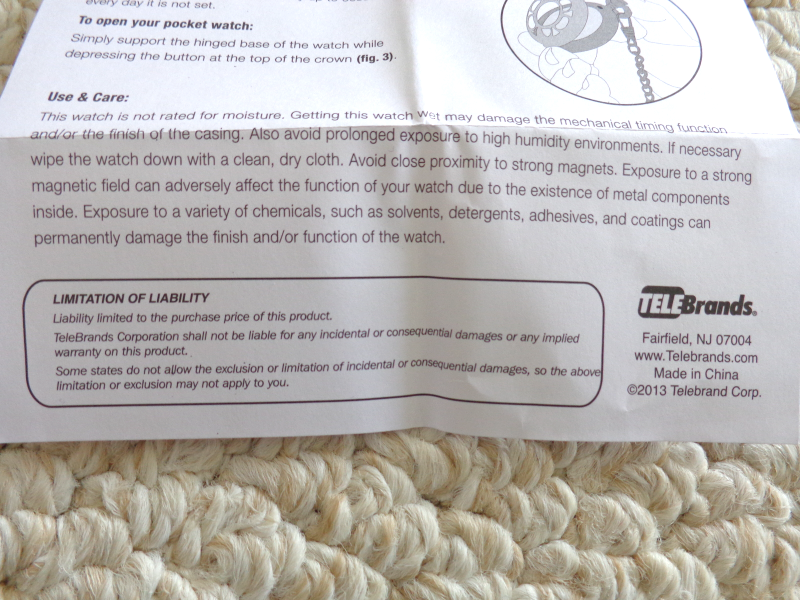 every day it is not set.
To open your pocket watch:
Simply support the hinged base of the watch while
depressing the button at the top of the crown (fig. 3).
Use & Care:
This watch is not rated for moisture. Getting this watch wet may damage the mechanical timing function
and/or the finish of the casing. Also avoid prolonged exposure to high humidity environments. If necessary
wipe the watch down with a clean, dry cloth. Avoid close proximity to strong magnets. Exposure to a strong
magnetic field can adversely affect the function of your watch due to the existence of metal components
inside. Exposure to a variety of chemicals, such as solvents, detergents, adhesives, and coatings can
permanently damage the finish and/or function of the watch.
LIMITATION OF LIABILITY
Liability limited to the purchase price of this product.
TeleBrands Corporation shall not be liable for any incidental or consequential damages or any implied
warranty on this product.
Some states do not allow the exclusion or limitation of incidental or consequential damages, so the above
limitation or exclusion may not apply to you.
TELEBrands®
Fairfield, NJ 07004
www.Telebrands.com
Made in China
©2013 Telebrand Corp.